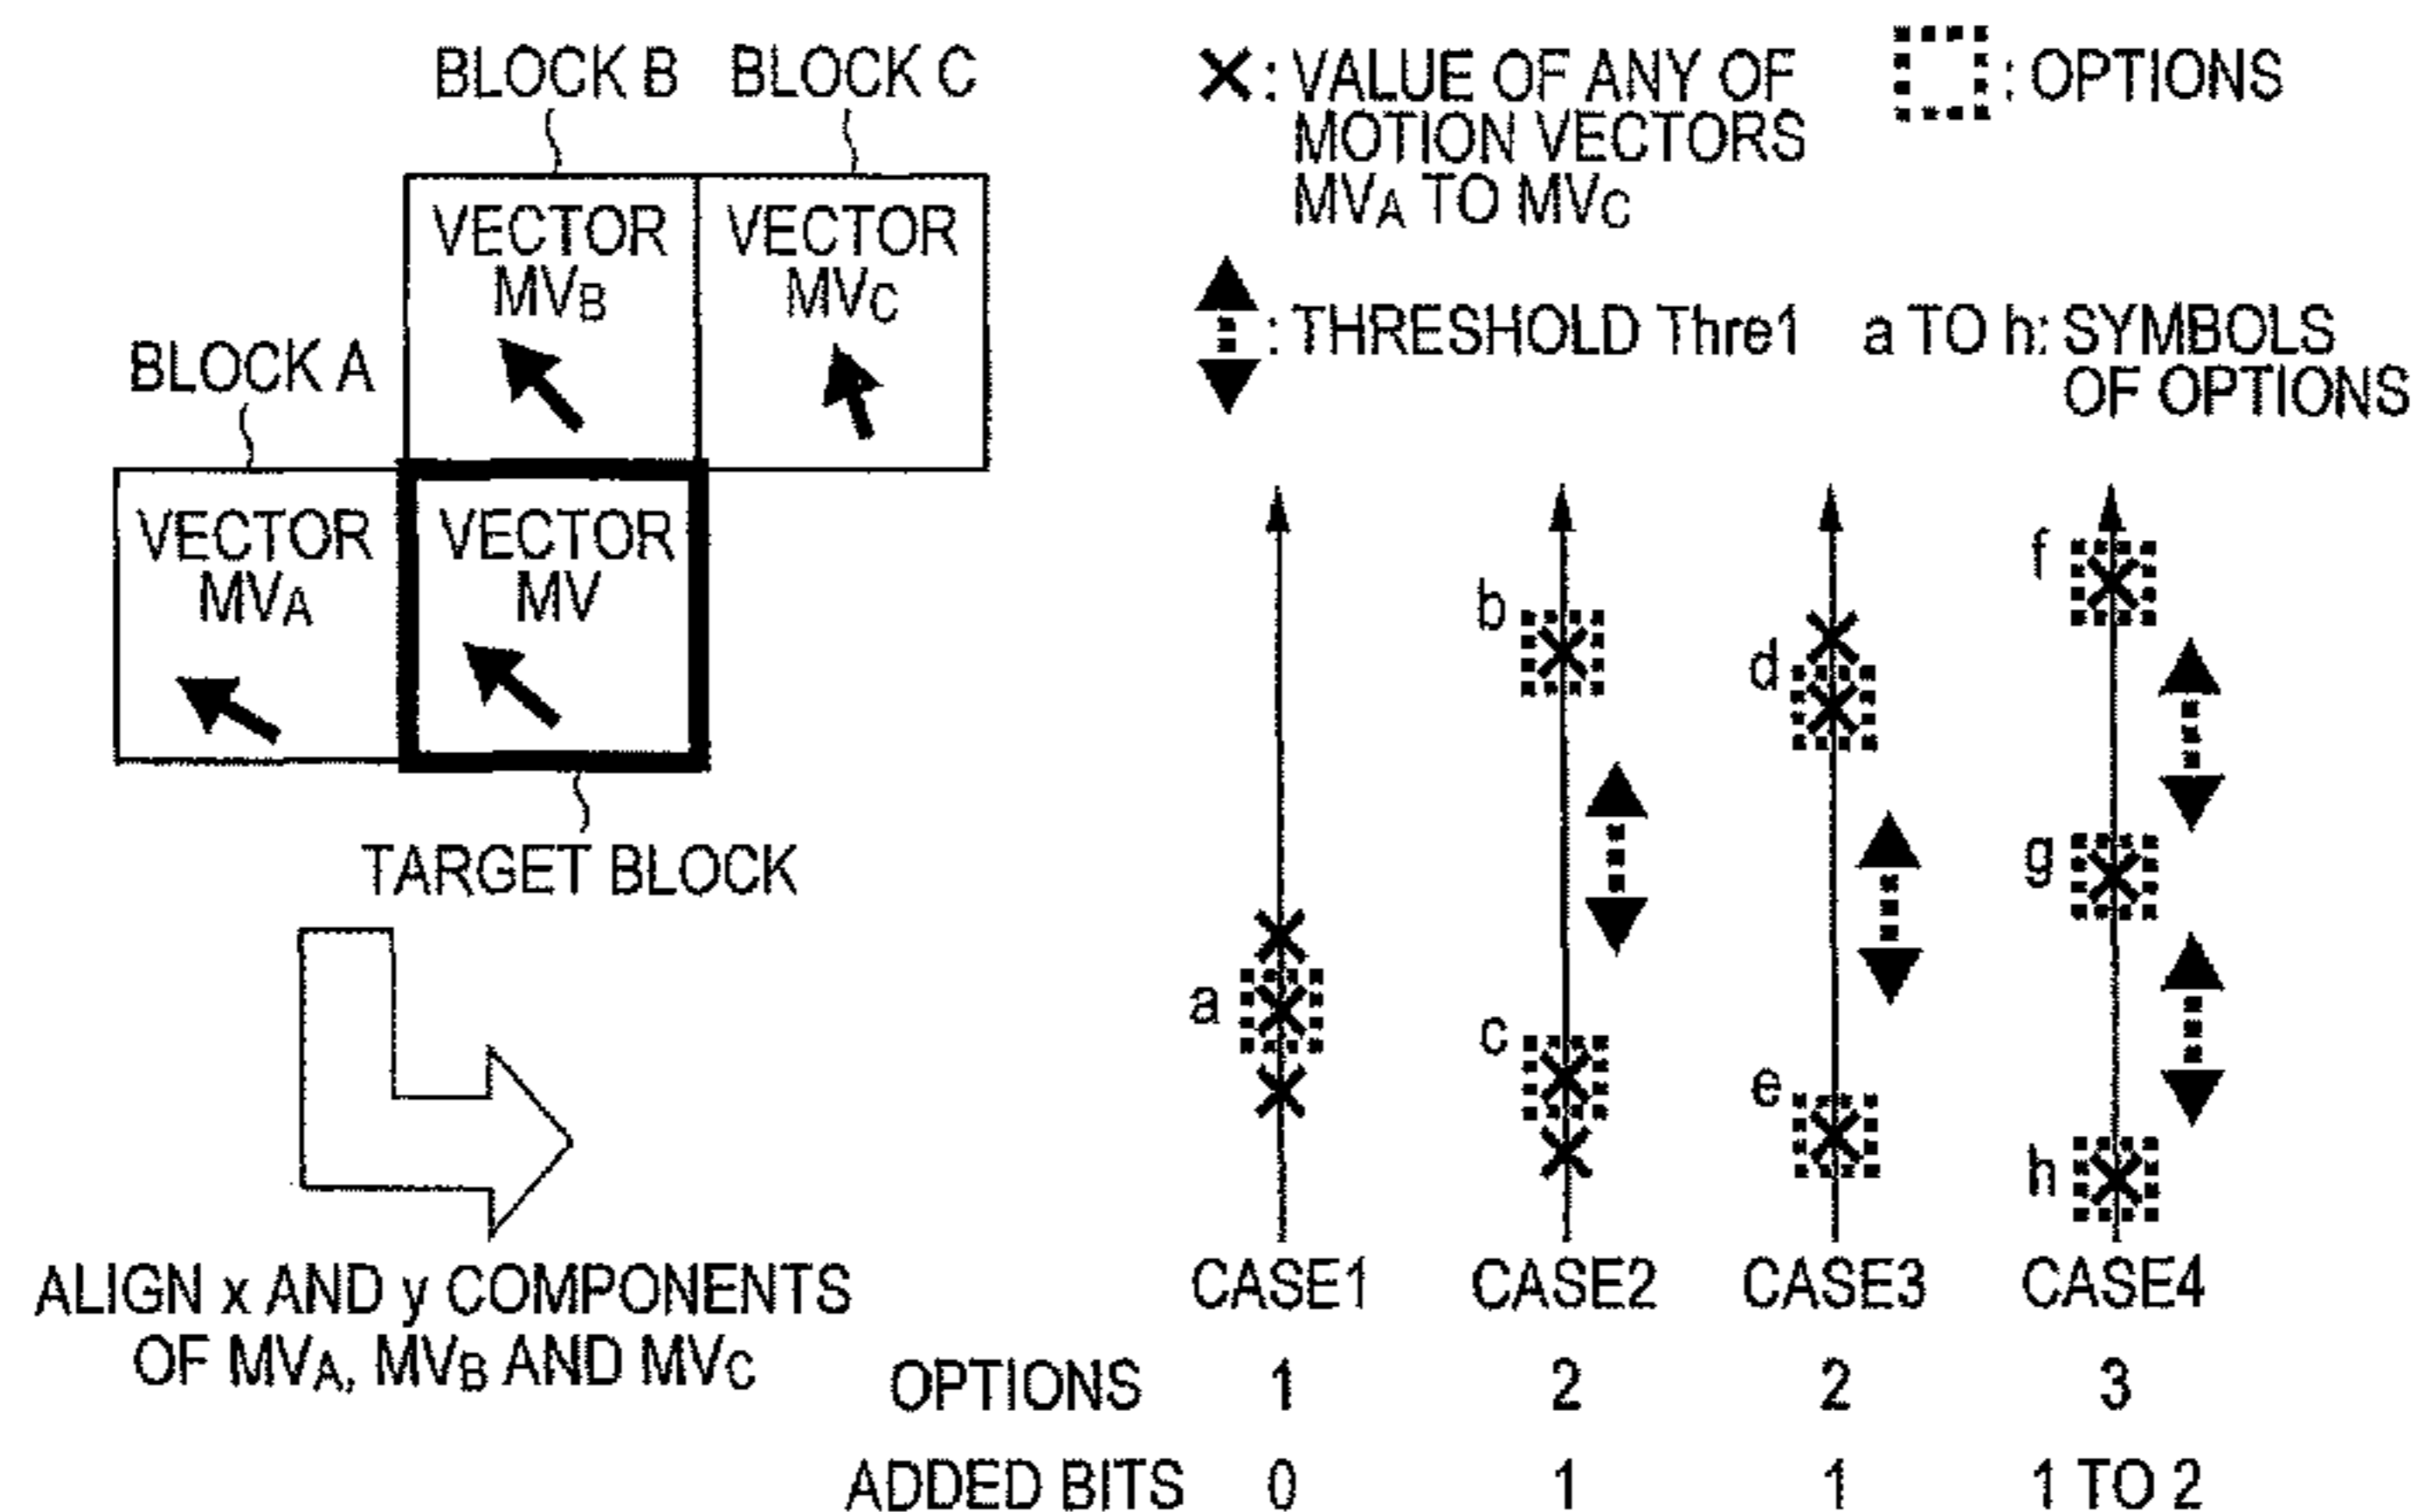 BLOCK B
BLOCK C
VECTOR
MVB
VECTOR
MVC
BLOCK A
VECTOR
MVA
VECTOR
MV
TARGET BLOCK
ALIGN x AND y COMPONENTS
OF MVA, MVB AND MVC
×: VALUE OF ANY OF
MOTION VECTORS
MVA TO MVC
: OPTIONS
: THRESHOLD Thre1
a TO h: SYMBOLS
OF OPTIONS
a
b
c
d
e
f
g
h
CASE1 CASE2 CASE3 CASE4
OPTIONS 1 2 2 3
ADDED BITS 0 1 1 1 TO 2